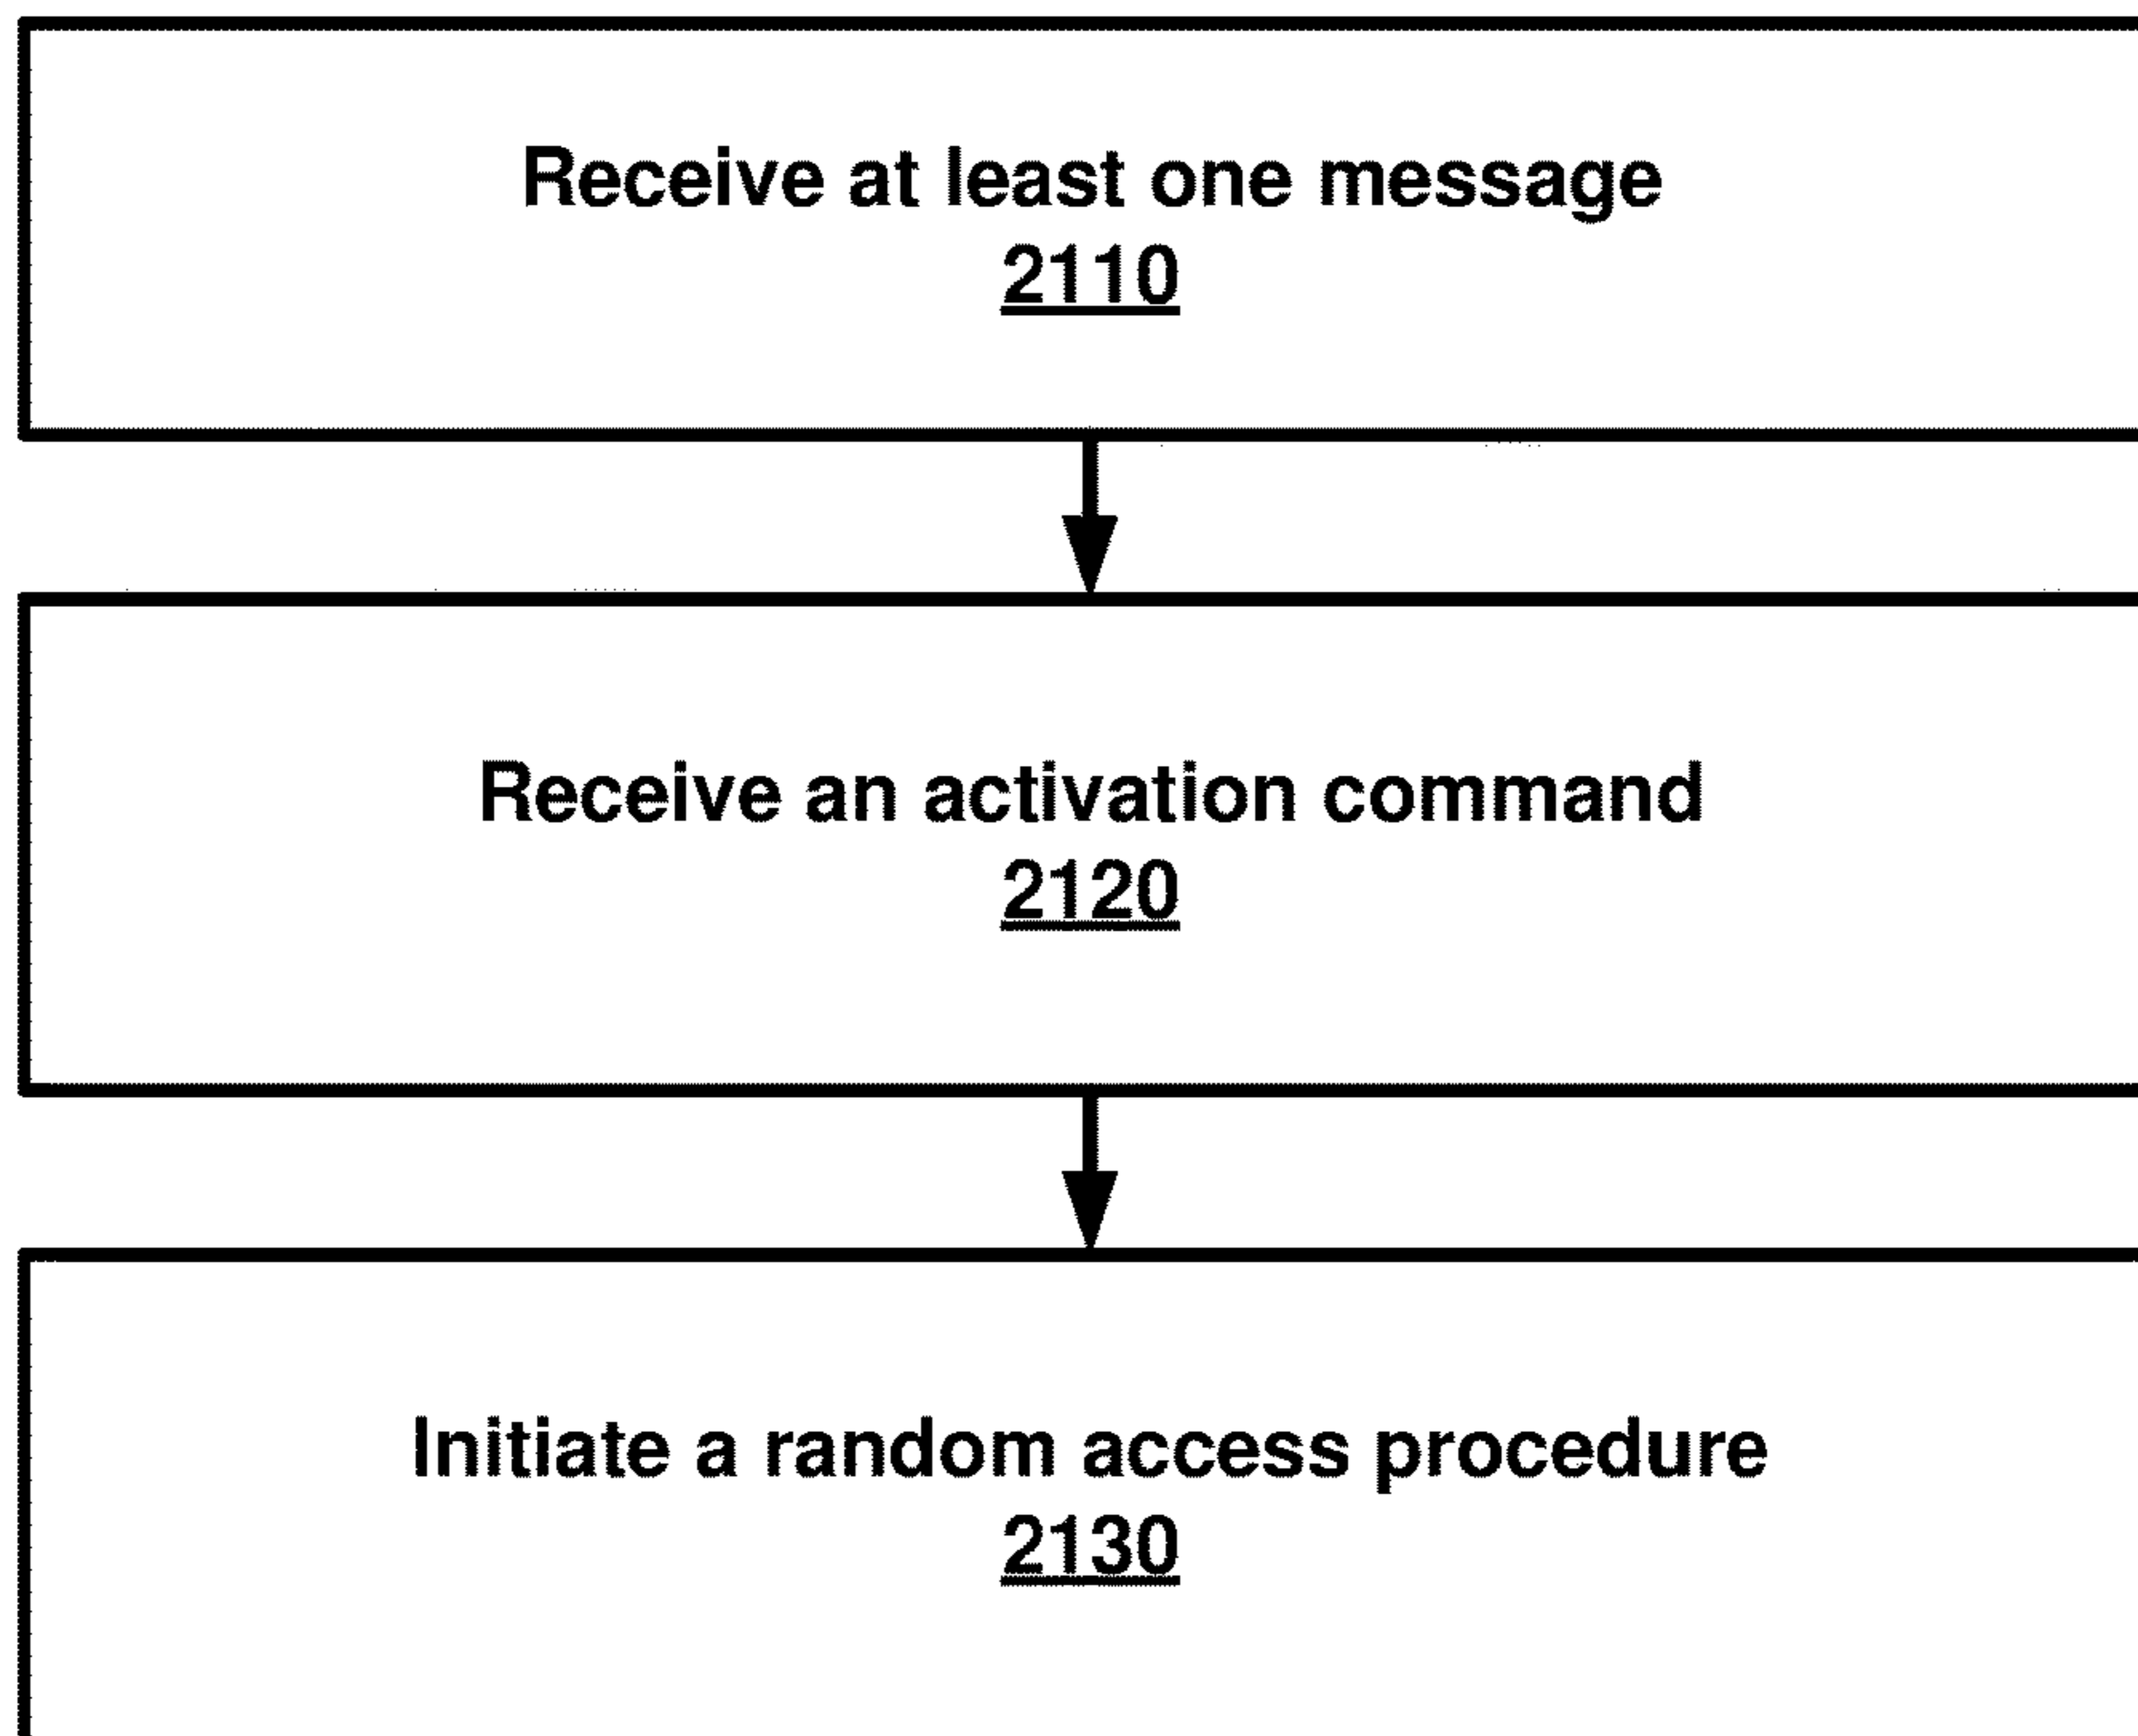 Receive at least one message
2110
Receive an activation command
2120
Initiate a random access procedure
2130